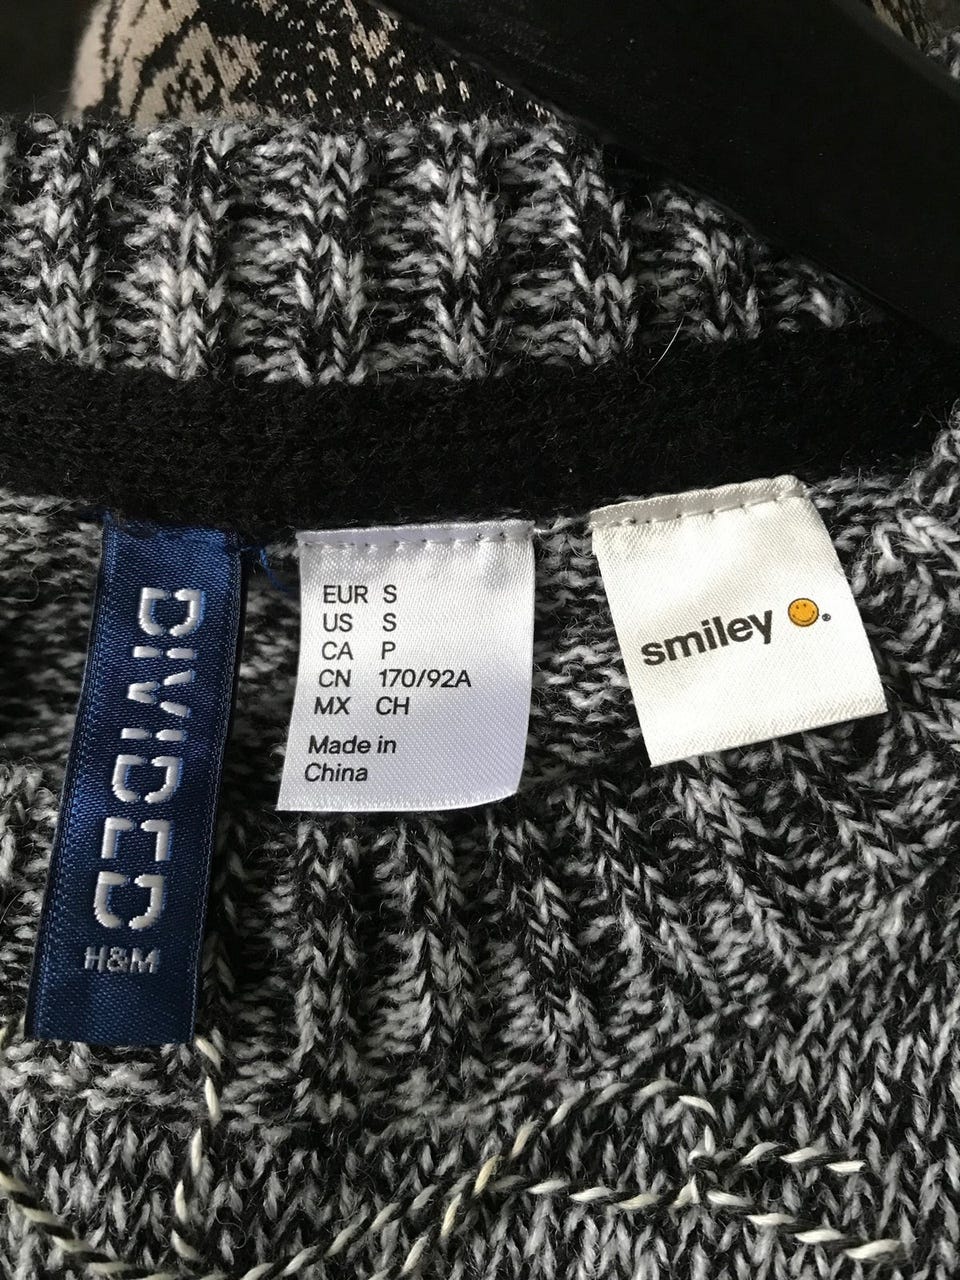 DIVIDED
H&M
EUR S
US S
CA P
CN 170/92A
MX CH
Made in
China
smiley ®